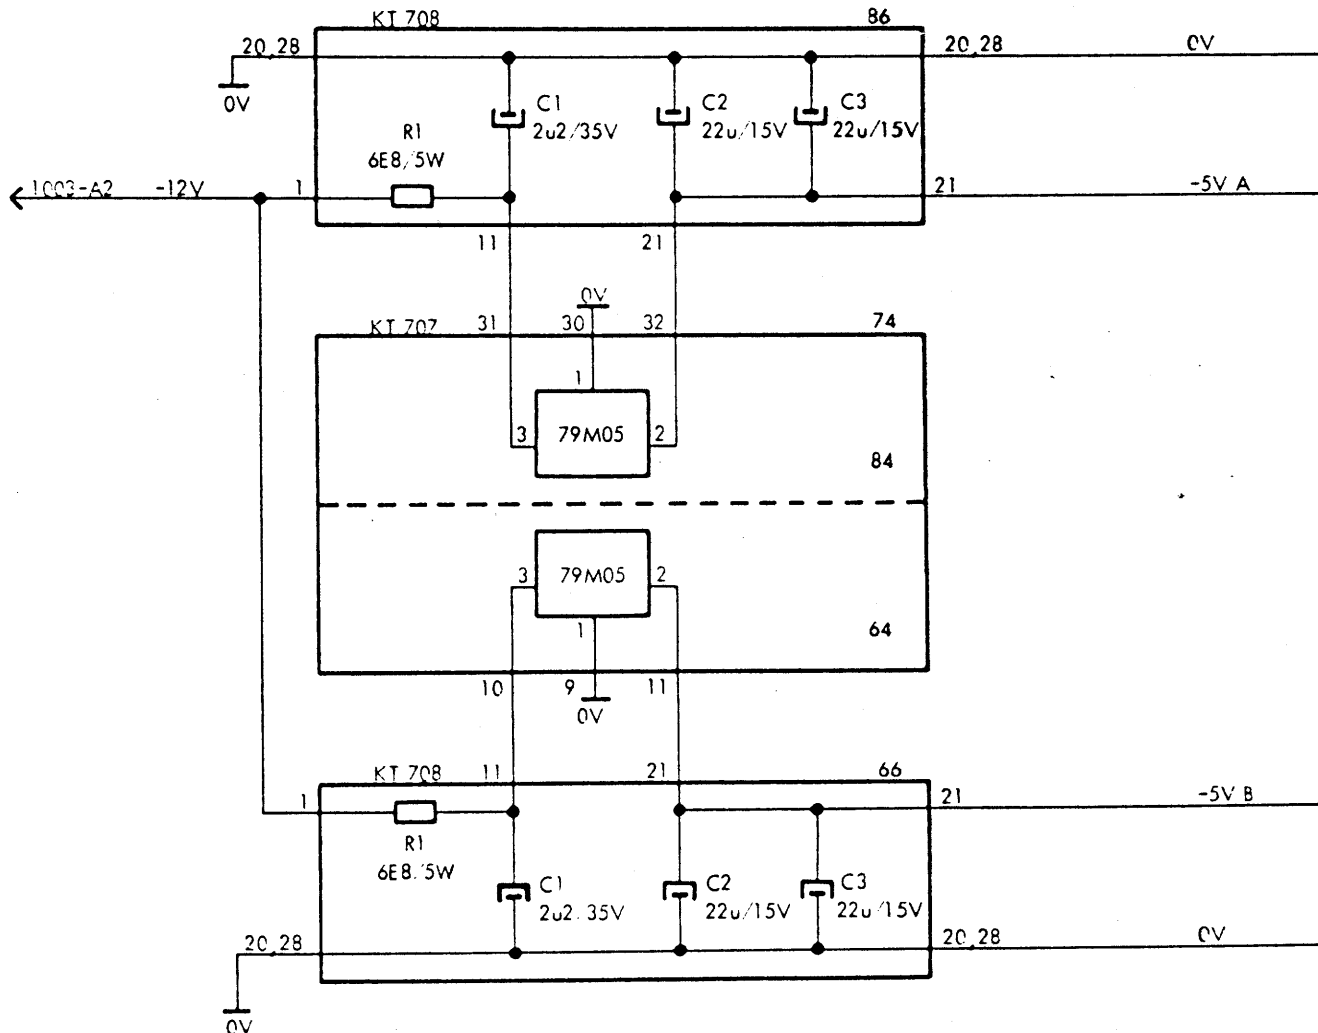 KT 708 86
20,28 20,28 0V
0V
C1 C2 C3
2u2/35V 22u/15V 22u/15V
R1
6E8/5W
1003-A2 -12V 1 21 -5V A
11 21
0V
KT 707 31 30 32 74
1
3 79M05 2
84
3 79M05 2
1 64
10 9 11
0V
KT 708 11 21 66
1 21 -5V B
R1
6E8/5W
C1 C2 C3
2u2/35V 22u/15V 22u/15V
20,28 20,28 0V
0V